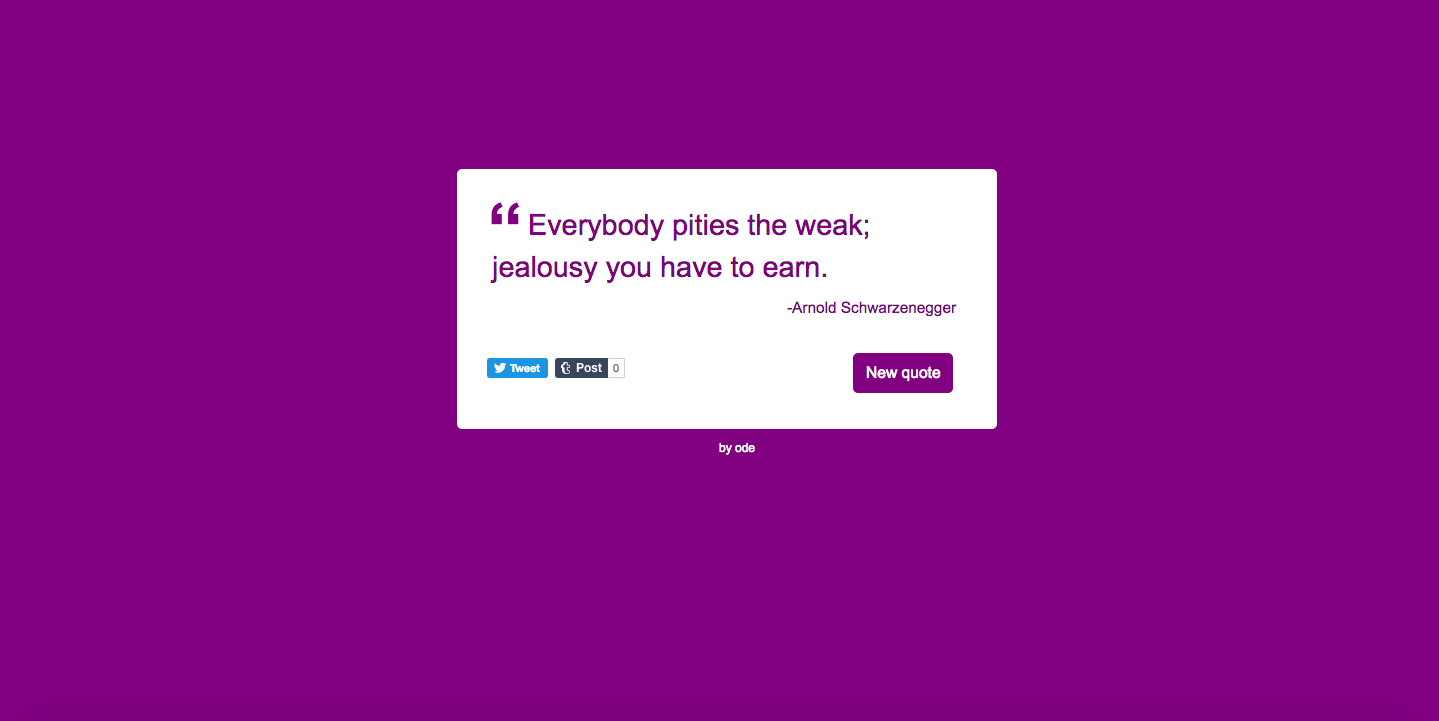 “ Everybody pities the weak;
jealousy you have to earn.
-Arnold Schwarzenegger
Tweet Post 0 New quote
by ode